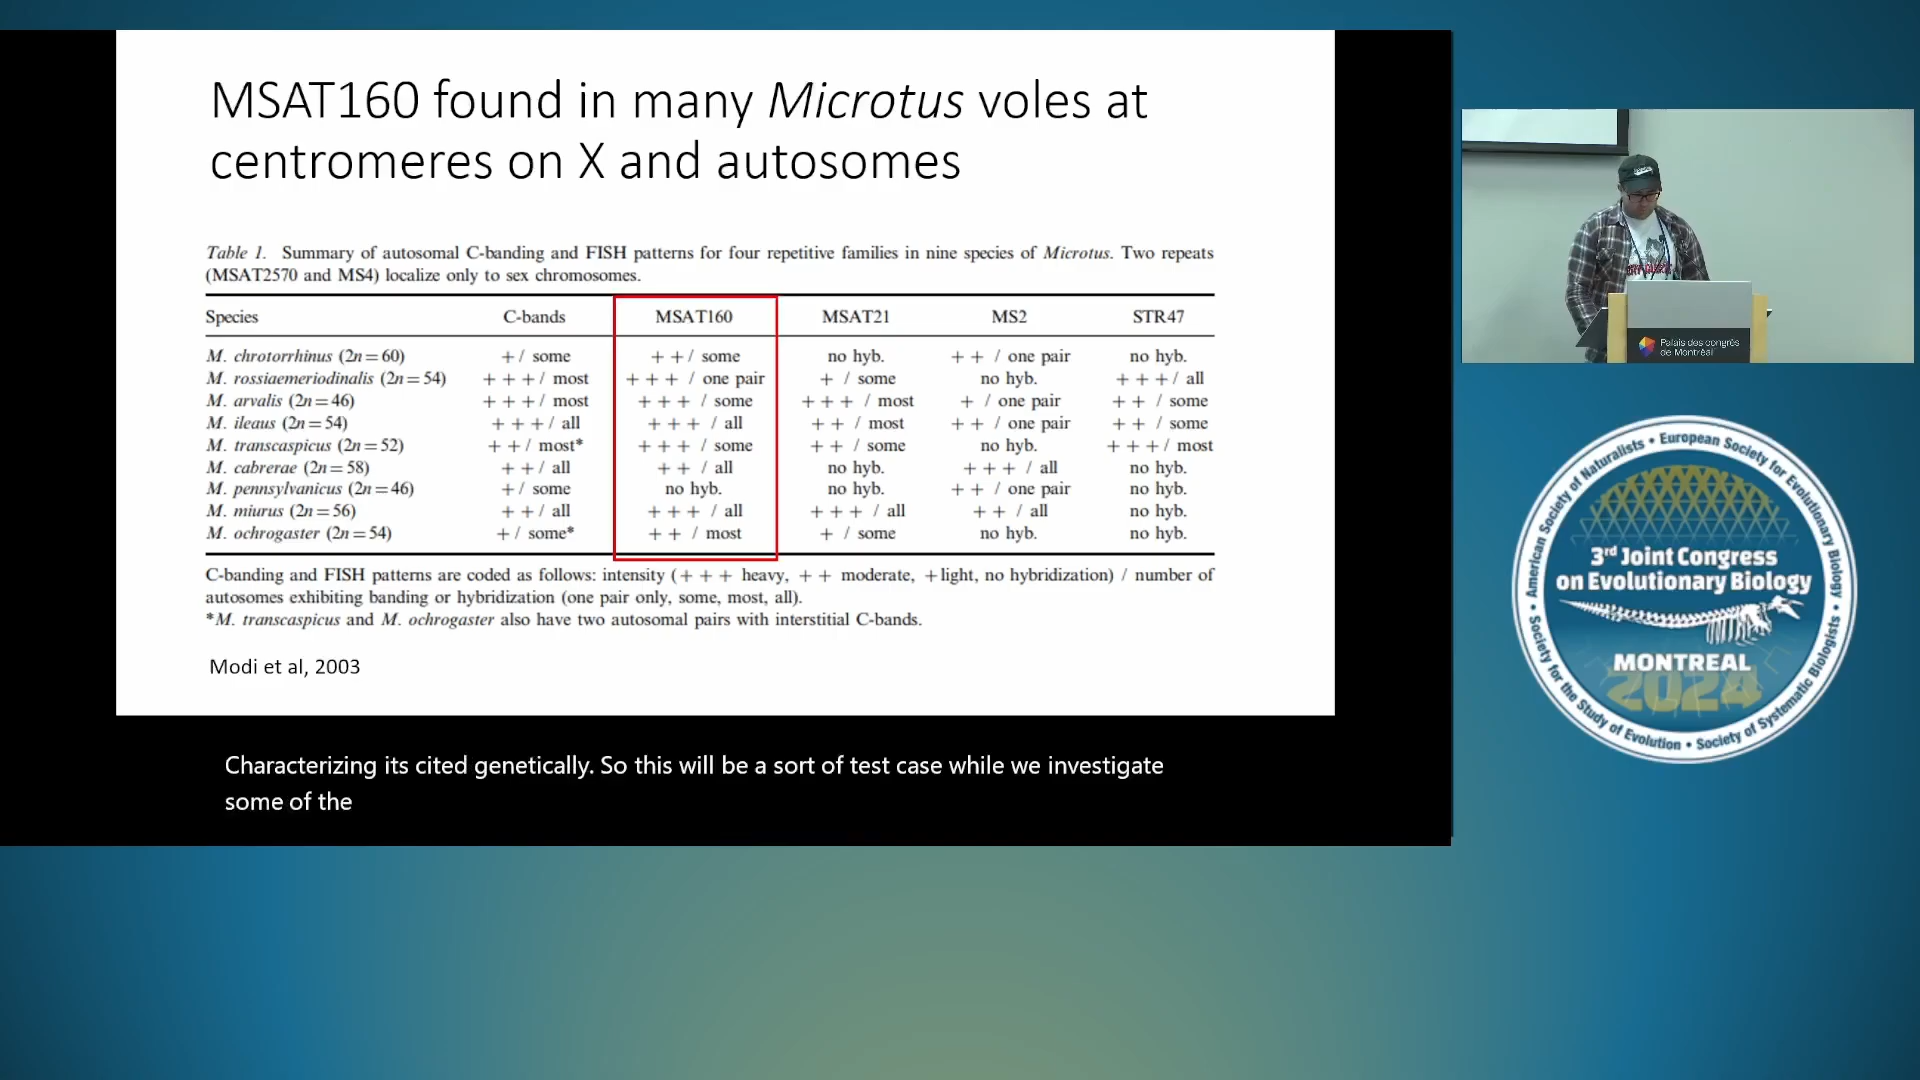 MSAT160 found in many Microtus voles at
centromeres on X and autosomes
Table 1. Summary of autosomal C-banding and FISH patterns for four repetitive families in nine species of Microtus. Two repeats
(MSAT2570 and MS4) localize only to sex chromosomes.
Species C-bands MSAT160 MSAT21 MS2 STR47
M. chrotorrhinus (2n=60) +/ some ++/ some no hyb. ++ / one pair no hyb.
M. rossiaemeriodinalis (2n=54) +++/ most +++ / one pair + / some no hyb. +++/ all
M. arvalis (2n=46) +++/ most +++ / some +++ / most + / one pair ++ / some
M. ileaus (2n=54) +++/ all +++ / all ++ / most ++ / one pair ++ / some
M. transcaspicus (2n=52) ++/ most* +++ / some ++ / some no hyb. +++/ most
M. cabrerae (2n=58) ++/ all ++ / all no hyb. +++ / all no hyb.
M. pennsylvanicus (2n=46) +/ some no hyb. no hyb. ++ / one pair no hyb.
M. miurus (2n=56) ++/ all +++ / all +++ / all ++ / all no hyb.
M. ochrogaster (2n=54) +/ some* ++ / most + / some no hyb. no hyb.
C-banding and FISH patterns are coded as follows: intensity (+++ heavy, ++ moderate, +light, no hybridization) / number of
autosomes exhibiting banding or hybridization (one pair only, some, most, all).
*M. transcaspicus and M. ochrogaster also have two autosomal pairs with interstitial C-bands.
Modi et al, 2003
Characterizing its cited genetically. So this will be a sort of test case while we investigate
some of the
Palais des congrès
de Montréal
American Society of Naturalists • European Society for Evolutionary Biology •
Society for the Study of Evolution • Society of Systematic Biologists •
3rd Joint Congress
on Evolutionary Biology
MONTREAL
2024